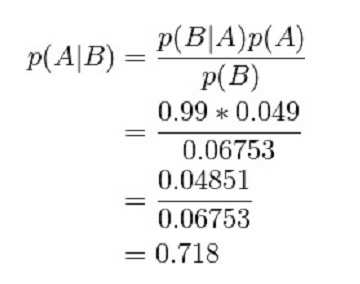 p(A|B) = p(B|A)p(A) / p(B)
= 0.99 * 0.049 / 0.06753
= 0.04851 / 0.06753
= 0.718